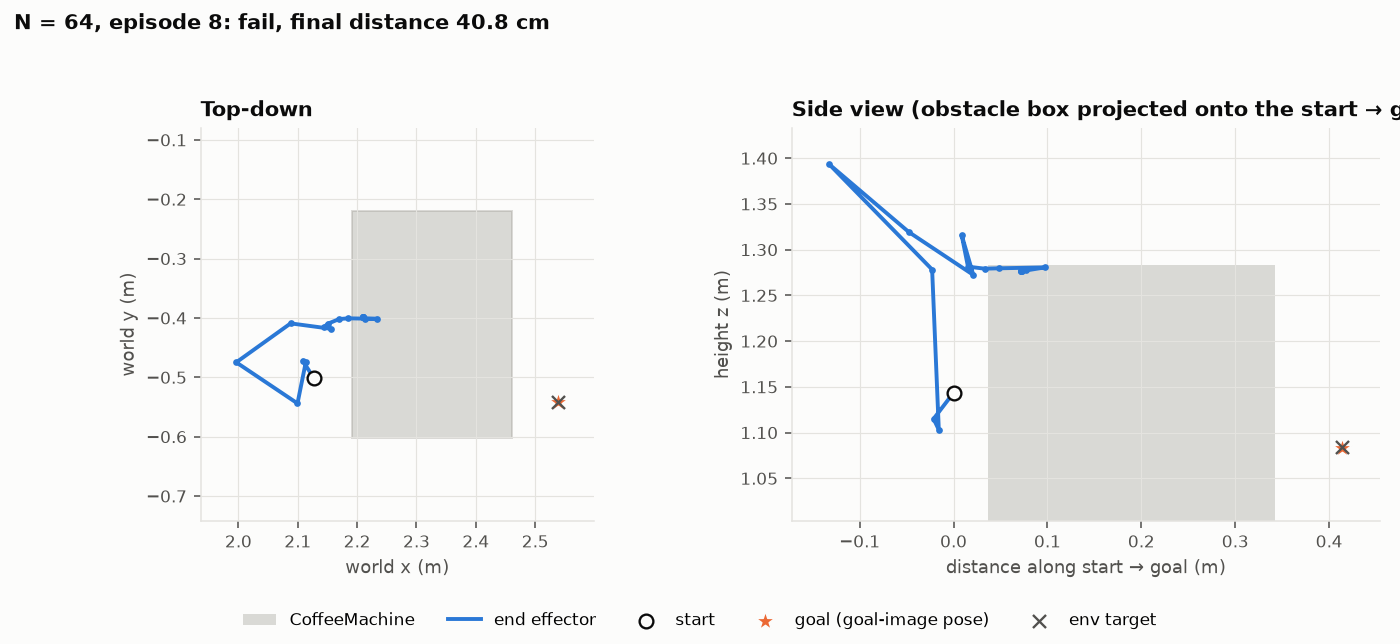 N = 64, episode 8: fail, final distance 40.8 cm
Top-down
−0.1
−0.2
−0.3
−0.4
−0.5
−0.6
−0.7
world y (m)
2.0 2.1 2.2 2.3 2.4 2.5
world x (m)
Side view (obstacle box projected onto the start → g
1.40
1.35
1.30
1.25
1.20
1.15
1.10
1.05
height z (m)
−0.1 0.0 0.1 0.2 0.3 0.4
distance along start → goal (m)
CoffeeMachine end effector start goal (goal-image pose) env target